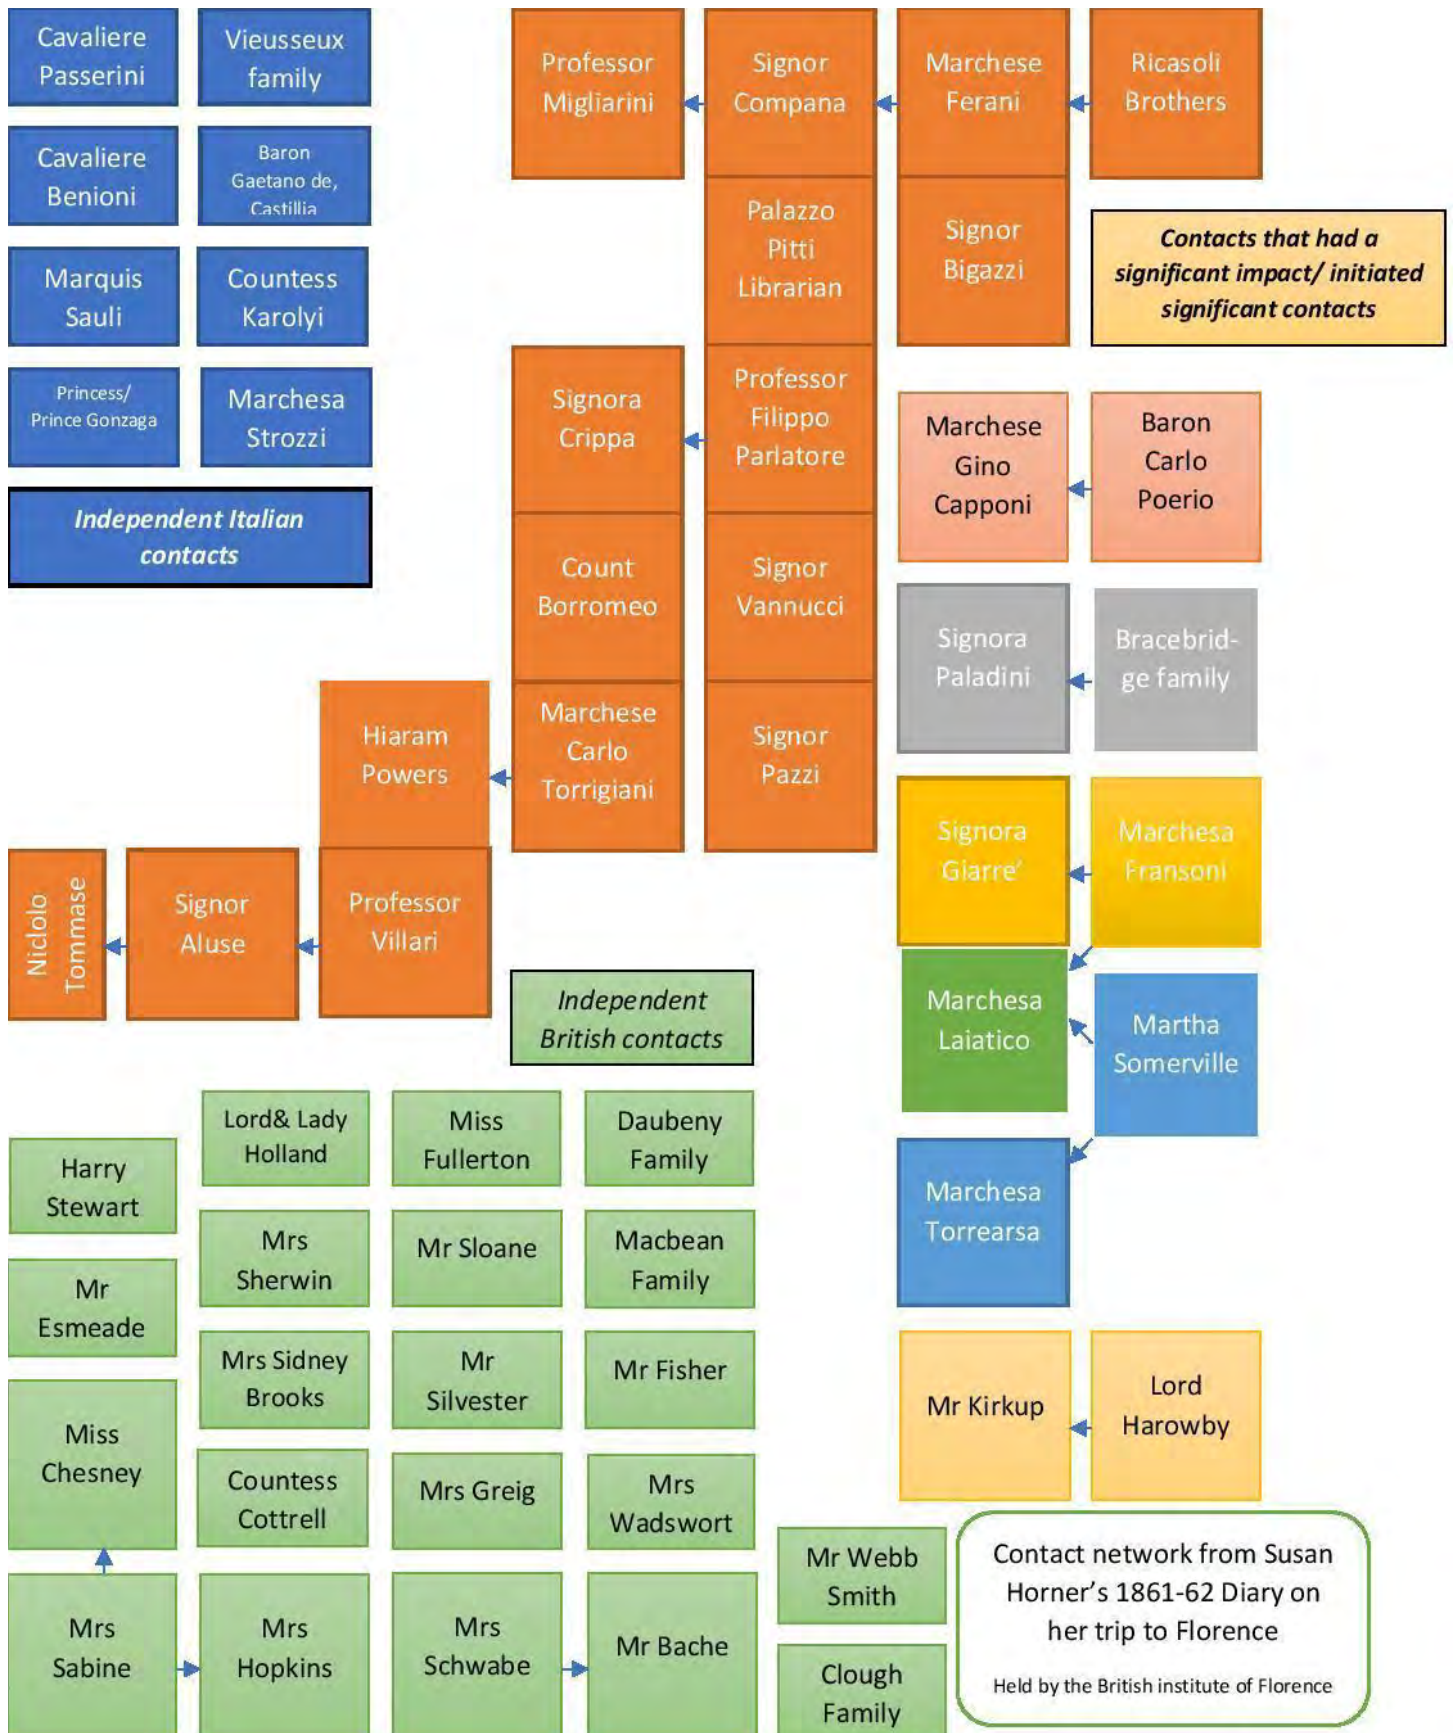 Cavaliere
Passerini
Vieusseux
family
Cavaliere
Benioni
Baron
Gaetano de,
Castillia
Marquis
Sauli
Countess
Karolyi
Princess/
Prince Gonzaga
Marchesa
Strozzi
Independent Italian
contacts
Professor
Migliarini
Signor
Compana
Marchese
Ferani
Ricasoli
Brothers
Palazzo
Pitti
Librarian
Signor
Bigazzi
Contacts that had a
significant impact/ initiated
significant contacts
Signora
Crippa
Professor
Filippo
Parlatore
Marchese
Gino
Capponi
Baron
Carlo
Poerio
Count
Borromeo
Signor
Vannucci
Signora
Paladini
Bracebrid-
ge family
Hiaram
Powers
Marchese
Carlo
Torrigiani
Signor
Pazzi
Signora
Giarre'
Marchesa
Fransoni
Niclolo
Tommase
Signor
Aluse
Professor
Villari
Marchesa
Laiatico
Martha
Somerville
Marchesa
Torrearsa
Mr Kirkup
Lord
Harowby
Independent
British contacts
Harry
Stewart
Lord& Lady
Holland
Miss
Fullerton
Daubeny
Family
Mr
Esmeade
Mrs
Sherwin
Mr Sloane
Macbean
Family
Miss
Chesney
Mrs Sidney
Brooks
Mr
Silvester
Mr Fisher
Countess
Cottrell
Mrs Greig
Mrs
Wadswort
Mrs
Sabine
Mrs
Hopkins
Mrs
Schwabe
Mr Bache
Mr Webb
Smith
Clough
Family
Contact network from Susan
Horner's 1861-62 Diary on
her trip to Florence
Held by the British institute of Florence